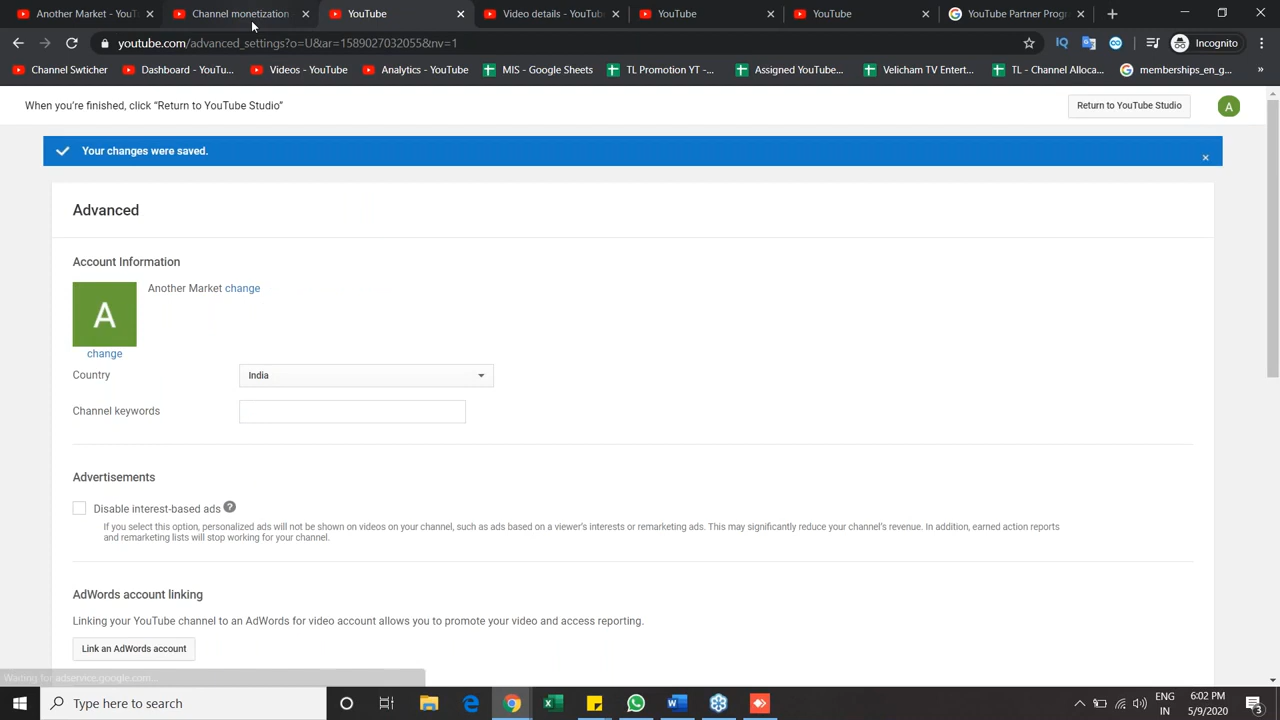 Another Market - YouT
Channel monetization
YouTube
Video details - YouTube
YouTube
YouTube
YouTube Partner Prog
youtube.com/advanced_settings?o=U&ar=15890270320558&nv=1
Incognito
Channel Swticher
Dashboard - YouTu...
Videos - YouTube
Analytics - YouTube
MIS - Google Sheets
TL Promotion YT -...
Assigned YouTube...
Velicham TV Entert...
TL - Channel Alloca...
memberships_en_g...
»
When you're finished, click “Return to YouTube Studio”
Return to YouTube Studio
A
Your changes were saved.
Advanced
Account Information
A
Another Market change
change
Country
India
Channel keywords
Advertisements
Disable interest-based ads ?
If you select this option, personalized ads will not be shown on videos on your channel, such as ads based on a viewer's interests or remarketing ads. This may significantly reduce your channel's revenue. In addition, earned action reports
and remarketing lists will stop working for your channel.
AdWords account linking
Linking your YouTube channel to an AdWords for video account allows you to promote your video and access reporting.
Link an AdWords account
Waiting for adservice.google.com...
Type here to search
ENG
IN
6:02 PM
5/9/2020
3